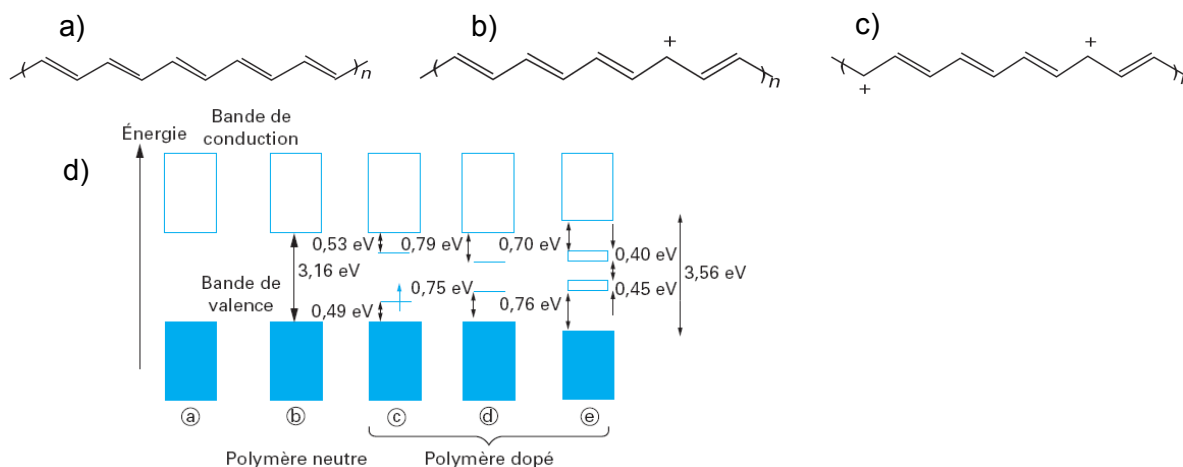 a)
b)
c)
+
+
+
n
n
n
d)
Énergie
Bande de
conduction
0,53 eV
0,79 eV
0,70 eV
0,40 eV
3,16 eV
3,56 eV
Bande de
valence
0,75 eV
0,45 eV
0,49 eV
0,76 eV
ⓐ
ⓑ
ⓒ
ⓓ
ⓔ
Polymère neutre
Polymère dopé